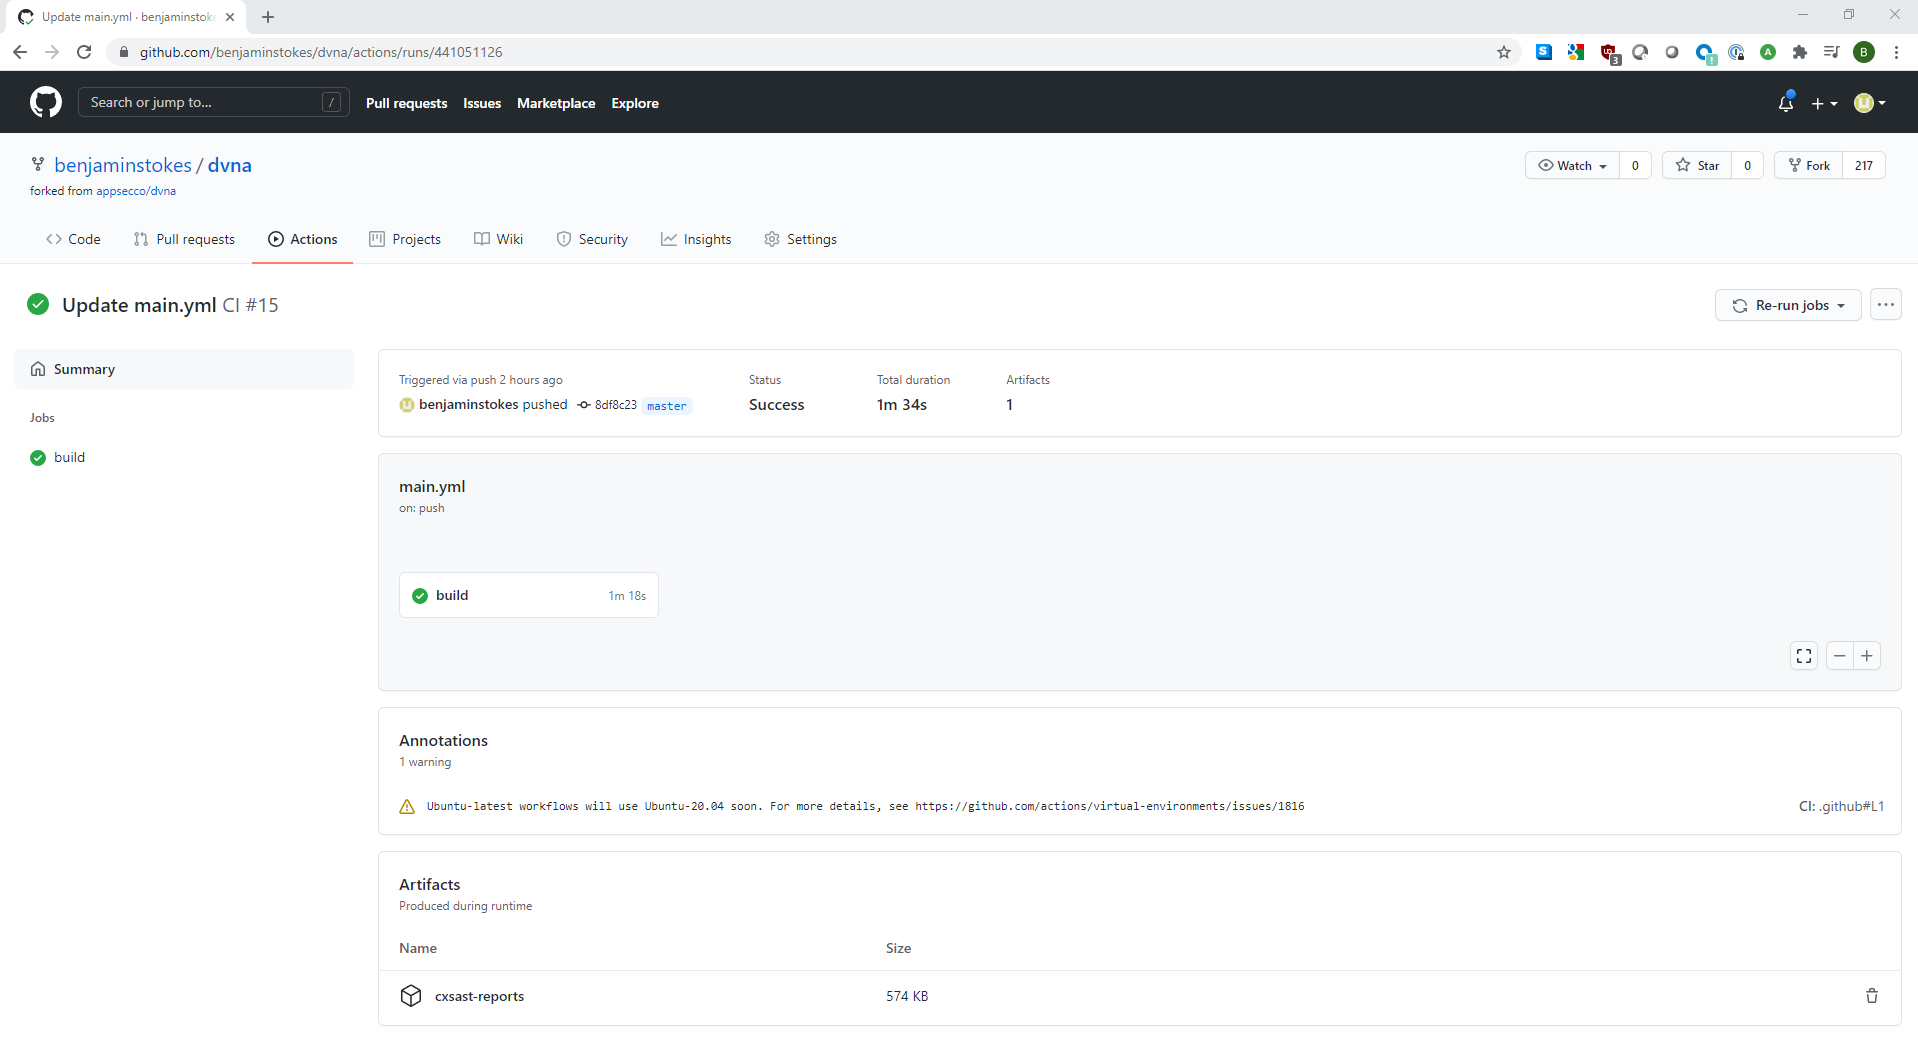 Update main.yml · benjaminstok
github.com/benjaminstokes/dvna/actions/runs/441051126
S
3
!
A
B
Search or jump to... /
Pull requests Issues Marketplace Explore
benjaminstokes / dvna
forked from appsecco/dvna
Watch 0 Star 0 Fork 217
Code Pull requests Actions Projects Wiki Security Insights Settings
Update main.yml CI #15
Re-run jobs
Summary
Jobs
build
Triggered via push 2 hours ago Status Total duration Artifacts
benjaminstokes pushed 8df8c23 master Success 1m 34s 1
main.yml
on: push
build 1m 18s
Annotations
1 warning
Ubuntu-latest workflows will use Ubuntu-20.04 soon. For more details, see https://github.com/actions/virtual-environments/issues/1816 CI: .github#L1
Artifacts
Produced during runtime
Name Size
cxsast-reports 574 KB